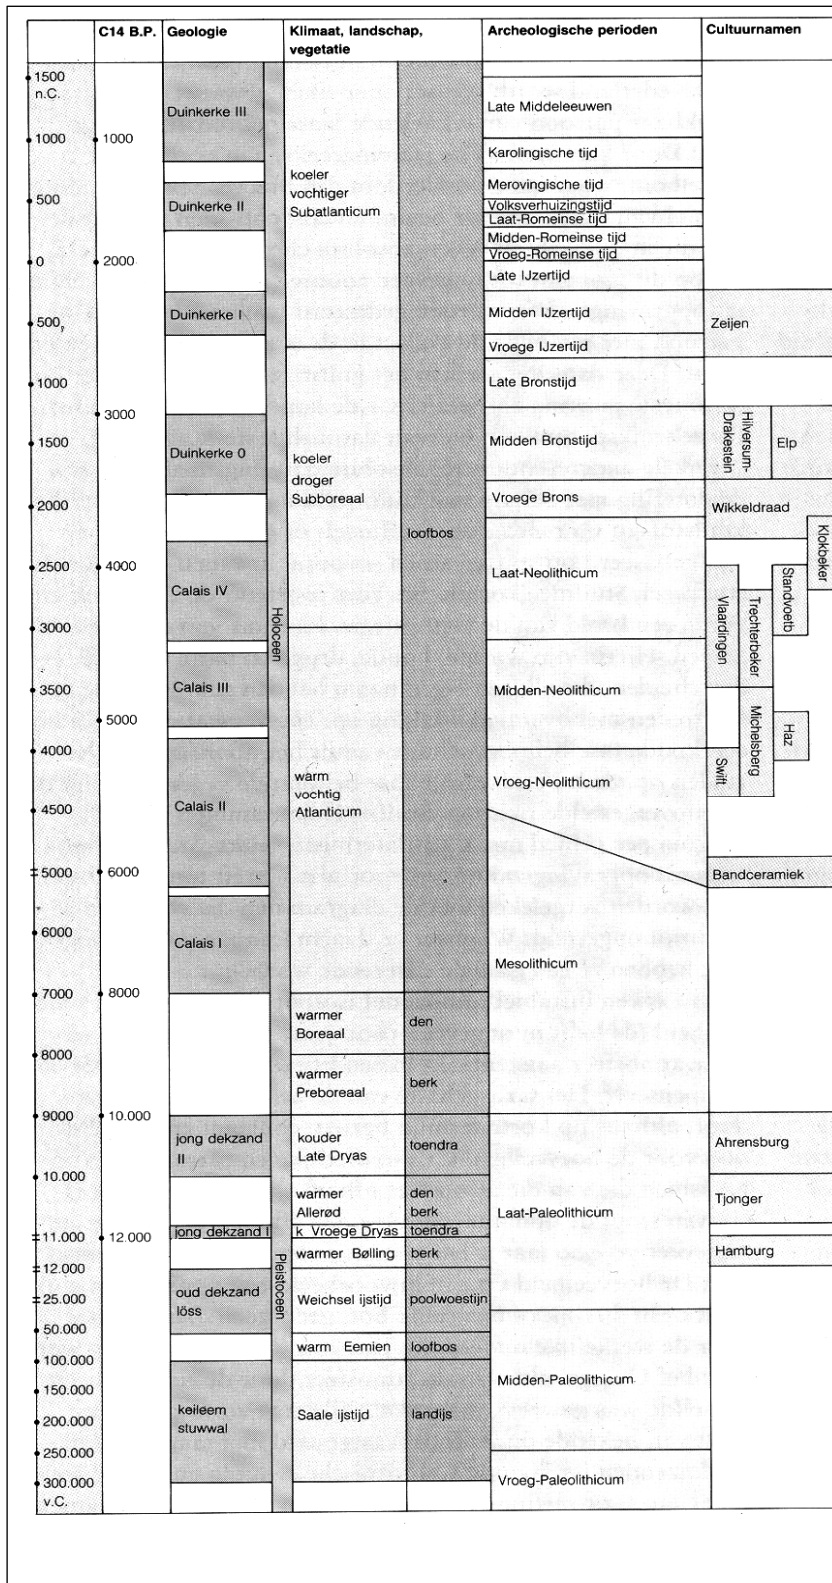 C14 B.P.
Geologie
Klimaat, landschap,
vegetatie
Archeologische perioden
Cultuurnamen
1500
n.C.
1000
500
0
500
1000
1500
2000
2500
3000
3500
4000
4500
5000
6000
7000
8000
9000
10.000
11.000
12.000
25.000
50.000
100.000
150.000
200.000
250.000
300.000
v.C.
1000
2000
3000
4000
5000
6000
8000
10.000
12.000
Duinkerke III
Duinkerke II
Duinkerke I
Duinkerke 0
Calais IV
Calais III
Calais II
Calais I
jong dekzand
II
jong dekzand I
oud dekzand
löss
keileem
stuwwal
Holoceen
Pleistoceen
koeler
vochtiger
Subatlanticum
koeler
droger
Subboreaal
warm
vochtig
Atlanticum
warmer
Boreaal
warmer
Preboreaal
kouder
Late Dryas
warmer
Allerød
k Vroege Dryas
warmer Bølling
Weichsel ijstijd
warm Eemien
Saale ijstijd
loofbos
den
berk
toendra
den
berk
toendra
berk
poolwoestijn
loofbos
landijs
Late Middeleeuwen
Karolingische tijd
Merovingische tijd
Volksverhuizingstijd
Laat-Romeinse tijd
Midden-Romeinse tijd
Vroeg-Romeinse tijd
Late IJzertijd
Midden IJzertijd
Vroege IJzertijd
Late Bronstijd
Midden Bronstijd
Vroege Brons
Laat-Neolithicum
Midden-Neolithicum
Vroeg-Neolithicum
Mesolithicum
Laat-Paleolithicum
Midden-Paleolithicum
Vroeg-Paleolithicum
Zeijen
Hilversum-
Drakestein
Elp
Wikkeldraad
Klokbeker
Standvoetb
Trechterbeker
Vlaardingen
Michelsberg
Haz
Swift
Bandceramiek
Ahrensburg
Tjonger
Hamburg